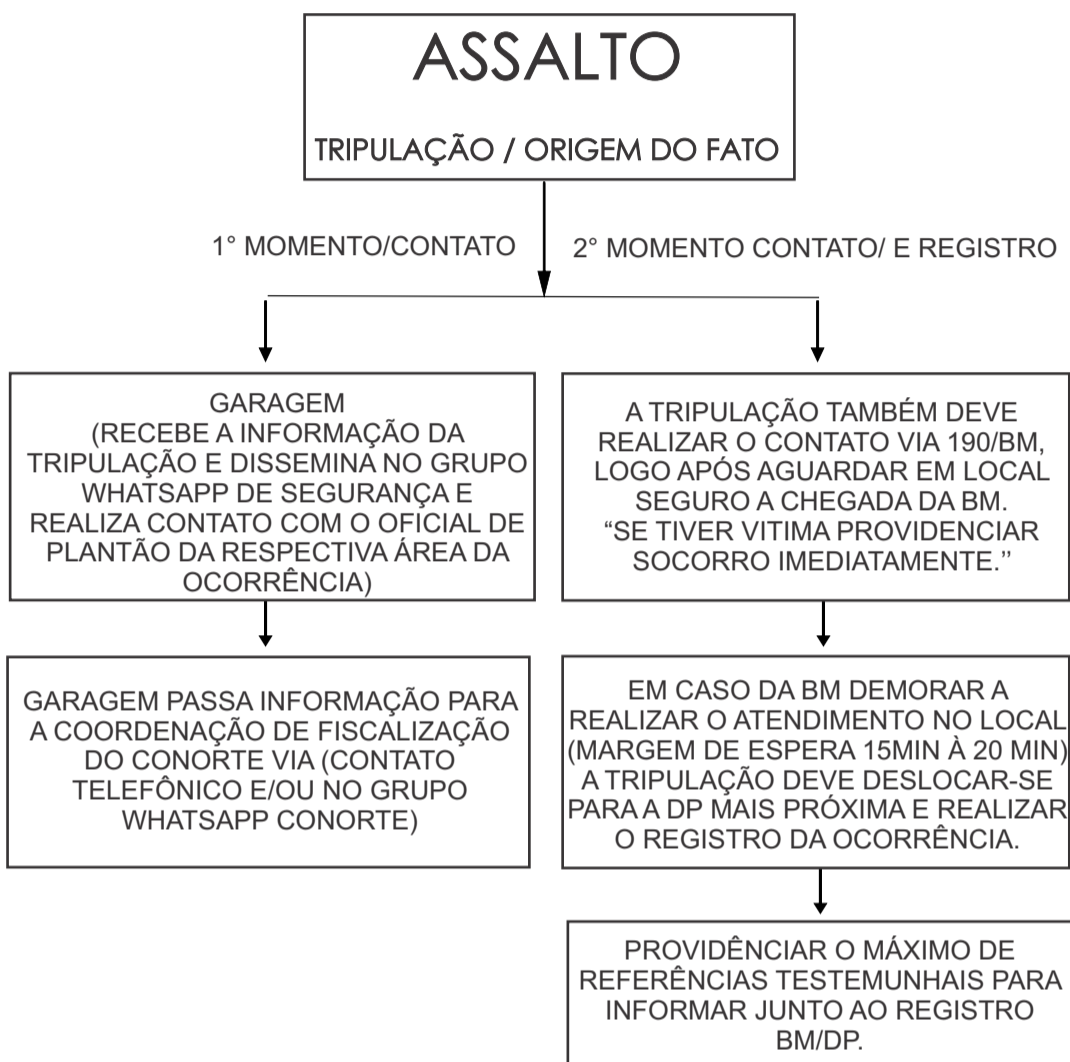 ASSALTO
TRIPULAÇÃO / ORIGEM DO FATO
1° MOMENTO/CONTATO
2° MOMENTO CONTATO/ E REGISTRO
GARAGEM
(RECEBE A INFORMAÇÃO DA
TRIPULAÇÃO E DISSEMINA NO GRUPO
WHATSAPP DE SEGURANÇA E
REALIZA CONTATO COM O OFICIAL DE
PLANTÃO DA RESPECTIVA ÁREA DA
OCORRÊNCIA)
GARAGEM PASSA INFORMAÇÃO PARA
A COORDENAÇÃO DE FISCALIZAÇÃO
DO CONORTE VIA (CONTATO
TELEFÔNICO E/OU NO GRUPO
WHATSAPP CONORTE)
A TRIPULAÇÃO TAMBÉM DEVE
REALIZAR O CONTATO VIA 190/BM,
LOGO APÓS AGUARDAR EM LOCAL
SEGURO A CHEGADA DA BM.
“SE TIVER VITIMA PROVIDENCIAR
SOCORRO IMEDIATAMENTE.”
EM CASO DA BM DEMORAR A
REALIZAR O ATENDIMENTO NO LOCAL
(MARGEM DE ESPERA 15MIN À 20 MIN)
A TRIPULAÇÃO DEVE DESLOCAR-SE
PARA A DP MAIS PRÓXIMA E REALIZAR
O REGISTRO DA OCORRÊNCIA.
PROVIDÊNCIAR O MÁXIMO DE
REFERÊNCIAS TESTEMUNHAIS PARA
INFORMAR JUNTO AO REGISTRO
BM/DP.